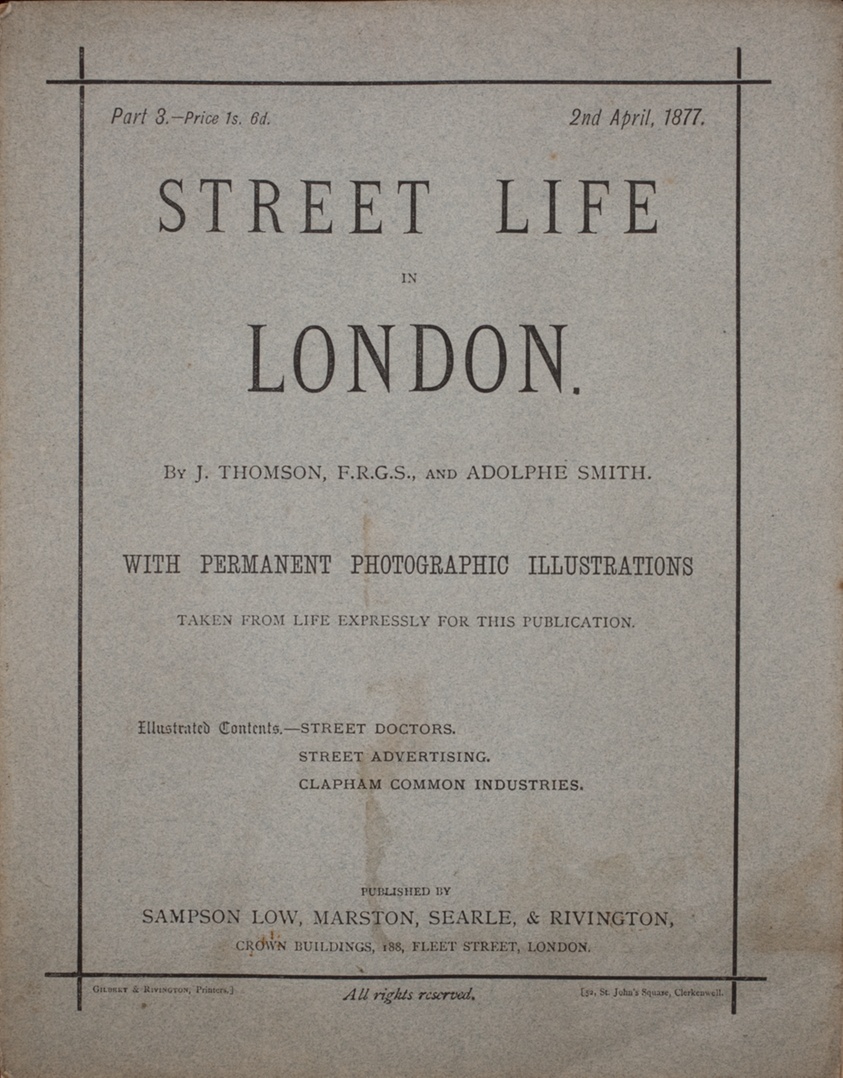 Part 3.—Price 1s. 6d. 2nd April, 1877.
STREET LIFE
IN
LONDON.
By J. THOMSON, F.R.G.S., AND ADOLPHE SMITH.
WITH PERMANENT PHOTOGRAPHIC ILLUSTRATIONS
TAKEN FROM LIFE EXPRESSLY FOR THIS PUBLICATION.
Illustrated Contents.—STREET DOCTORS.
STREET ADVERTISING.
CLAPHAM COMMON INDUSTRIES.
PUBLISHED BY
SAMPSON LOW, MARSTON, SEARLE, & RIVINGTON,
CROWN BUILDINGS, 188, FLEET STREET, LONDON.
GILBERT & RIVINGTON, Printers.] All rights reserved. [52, St. John's Square, Clerkenwell.